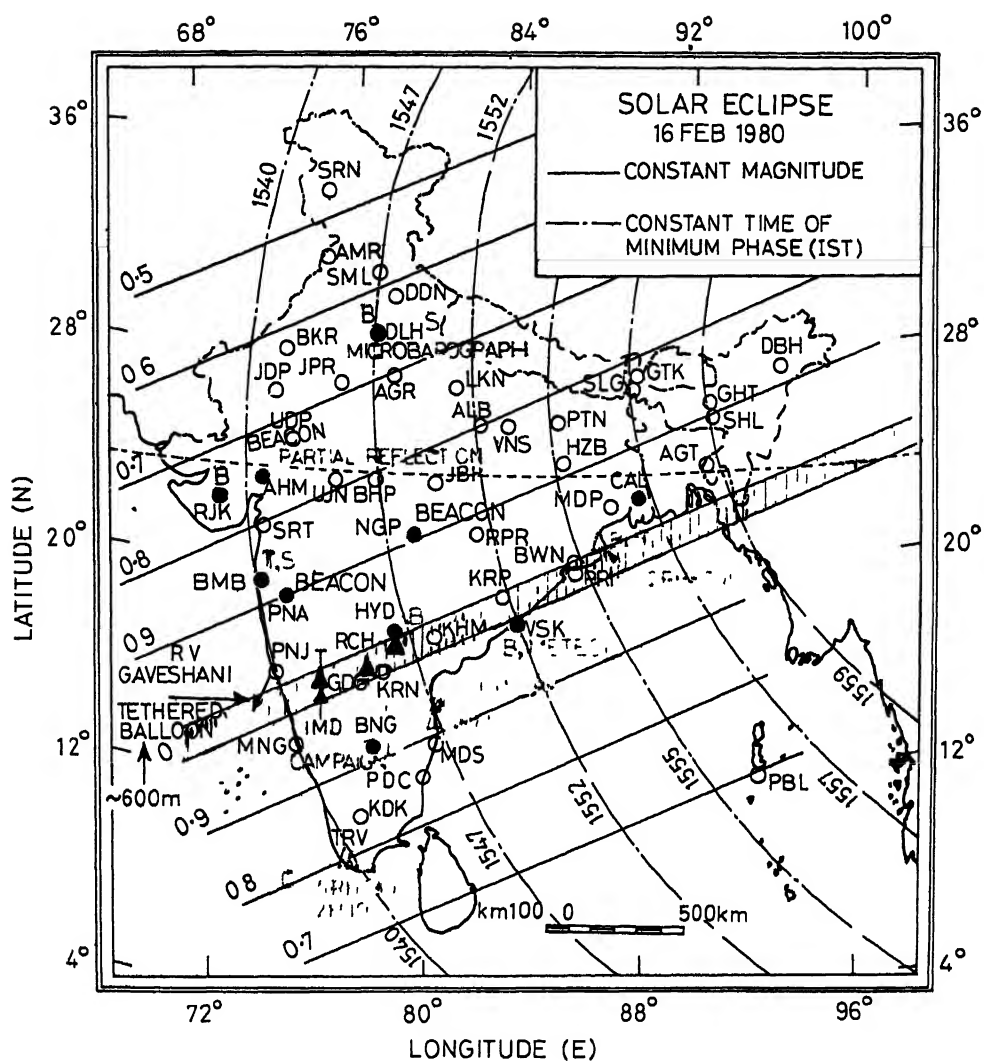 68° 76° 84° 92° 100°
36° 36°
SOLAR ECLIPSE
16 FEB 1980
CONSTANT MAGNITUDE
CONSTANT TIME OF
MINIMUM PHASE (IST)
1540
1547
1552
SRN
AMR
SML
0.5
DDN
28° 28°
B
DLH S
BKR
MICROBAROGRAPH
DBH
0.6
JDP
JPR
AGR
LKN
SLG
GTK
GHT
UDP
ALB
PTN
SHL
BEACON
VNS
HZB
0.7
PARTIAL REFLECTION
AGT
B
AHM
UJN
BHP
JBP
CAL
RJK
MDP
SRT
NGP
BEACON
RPR
20° 20°
0.8
BWN
T.S
BMB
BEACON
KRP
PNA
HYD
0.9
VSK
RCH
PNJ
KHM
R V
GAVESHANI
GDG
KRN
1559
TETHERED
BALLOON
IMD
BNG
12° 12°
MNG
MDS
CAMPAIGN
PDC
PBL
~600m
KDK
0.9
1555
1557
TRV
1552
1547
0.8
km100 0 500km
0.7
1540
4° 4°
72° 80° 88° 96°
LATITUDE (N)
LONGITUDE (E)